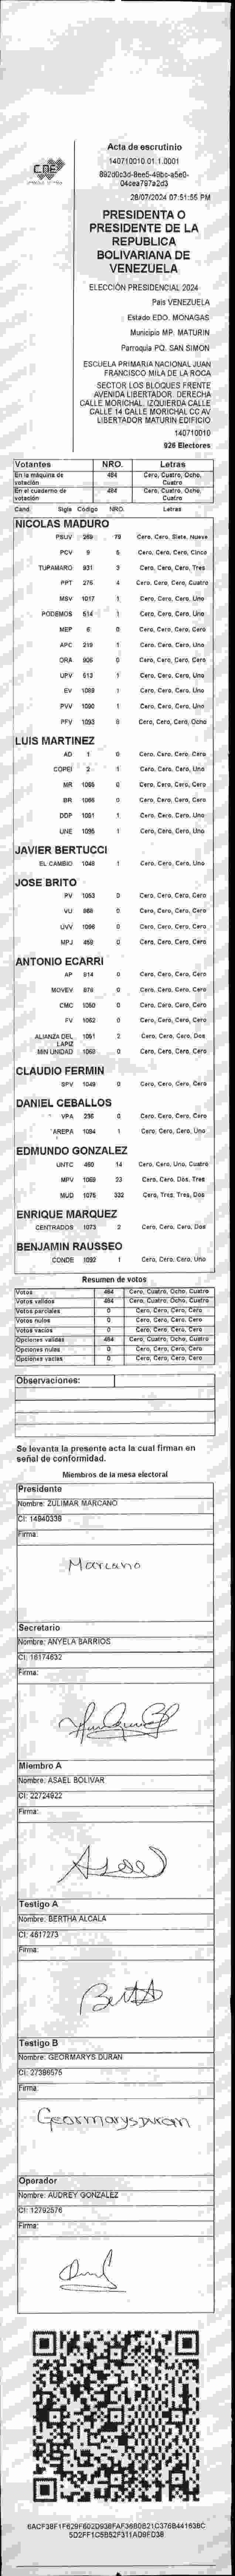 CNE
Acta de escrutinio
140710010.01.1.0001
28/07/2024 07:51:55 PM
PRESIDENTA O
PRESIDENTE DE LA
REPUBLICA
BOLIVARIANA DE
VENEZUELA
ELECCIÓN PRESIDENCIAL 2024
País VENEZUELA
Estado EDO. MONAGAS
Municipio MP. MATURIN
Parroquia PQ. SAN SIMON
ESCUELA PRIMARIA NACIONAL JUAN
FRANCISCO MILA DE LA ROCA
SECTOR LOS BLOQUES FRENTE
AVENIDA LIBERTADOR. DERECHA
CALLE MORICHAL. IZQUIERDA CALLE
CALLE 14 CALLE MORICHAL CC AV
LIBERTADOR MATURIN EDIFICIO
140710010
926 Electores
Votantes NRO. Letras
En la máquina de votación 484 Cero, Cuatro, Ocho, Cuatro
En el cuaderno de votación 484 Cero, Cuatro, Ocho, Cuatro
Cand. Sigla Código NRO. Letras
NICOLAS MADURO
PSUV 269 79 Cero, Cero, Siete, Nueve
PCV 5 Cero, Cero, Cero, Cinco
TUPAMARO 931 3 Cero, Cero, Cero, Tres
PPT 276 4 Cero, Cero, Cero, Cuatro
MSV 1017 1 Cero, Cero, Cero, Uno
PODEMOS 514 1 Cero, Cero, Cero, Uno
MEP 6 0 Cero, Cero, Cero, Cero
APC 219 1 Cero, Cero, Cero, Uno
ORA 906 0 Cero, Cero, Cero, Cero
UPV 613 1 Cero, Cero, Cero, Uno
EV 1089 1 Cero, Cero, Cero, Uno
PVV 1090 1 Cero, Cero, Cero, Uno
PFV 1093 8 Cero, Cero, Cero, Ocho
LUIS MARTINEZ
AD 1 0 Cero, Cero, Cero, Cero
COPEI 2 1 Cero, Cero, Cero, Uno
MR 1065 0 Cero, Cero, Cero, Cero
BR 1066 0 Cero, Cero, Cero, Cero
DDP 1091 1 Cero, Cero, Cero, Uno
UNE 1095 1 Cero, Cero, Cero, Uno
JAVIER BERTUCCI
EL CAMBIO 1048 1 Cero, Cero, Cero, Uno
JOSE BRITO
PV 1053 0 Cero, Cero, Cero, Cero
VU 868 0 Cero, Cero, Cero, Cero
UVV 1096 0 Cero, Cero, Cero, Cero
MPJ 459 0 Cero, Cero, Cero, Cero
ANTONIO ECARRI
AP 914 0 Cero, Cero, Cero, Cero
MOVEV 976 0 Cero, Cero, Cero, Cero
CMC 1050 0 Cero, Cero, Cero, Cero
FV 1062 0 Cero, Cero, Cero, Cero
ALIANZA DEL LAPIZ 1051 2 Cero, Cero, Cero, Dos
MIN UNIDAD 1069 0 Cero, Cero, Cero, Cero
CLAUDIO FERMIN
SPV 1049 0 Cero, Cero, Cero, Cero
DANIEL CEBALLOS
VPA 236 0 Cero, Cero, Cero, Cero
AREPA 1094 1 Cero, Cero, Cero, Uno
EDMUNDO GONZALEZ
UNTC 460 14 Cero, Cero, Uno, Cuatro
MPV 1069 23 Cero, Cero, Dos, Tres
MUD 1075 332 Cero, Tres, Tres, Dos
ENRIQUE MARQUEZ
CENTRADOS 1073 2 Cero, Cero, Cero, Dos
BENJAMIN RAUSSEO
CONDE 1092 1 Cero, Cero, Cero, Uno
Resumen de votos
Votos 484 Cero, Cuatro, Ocho, Cuatro
Votos validos 484 Cero, Cuatro, Ocho, Cuatro
Votos parciales 0 Cero, Cero, Cero, Cero
Votos nulos 0 Cero, Cero, Cero, Cero
Votos vacios 0 Cero, Cero, Cero, Cero
Opciones validas 484 Cero, Cuatro, Ocho, Cuatro
Opciones nulas 0 Cero, Cero, Cero, Cero
Opciones vacias 0 Cero, Cero, Cero, Cero
Observaciones:
Se levanta la presente acta la cual firman en
señal de conformidad.
Miembros de la mesa electoral
Presidente
Nombre: ZULIMAR MARCANO
CI: 14940339
Firma:
Marcano
Secretario
Nombre: ANYELA BARRIOS
CI: 16174632
Firma:
Miembro A
Nombre: ASAEL BOLIVAR
CI: 22724922
Firma:
Testigo A
Nombre: BERTHA ALCALA
CI: 4617273
Firma:
Testigo B
Nombre: GEORMARYS DURAN
CI: 27386575
Firma:
Geormarys Duran
Operador
Nombre: AUDREY GONZALEZ
CI: 12792576
Firma: